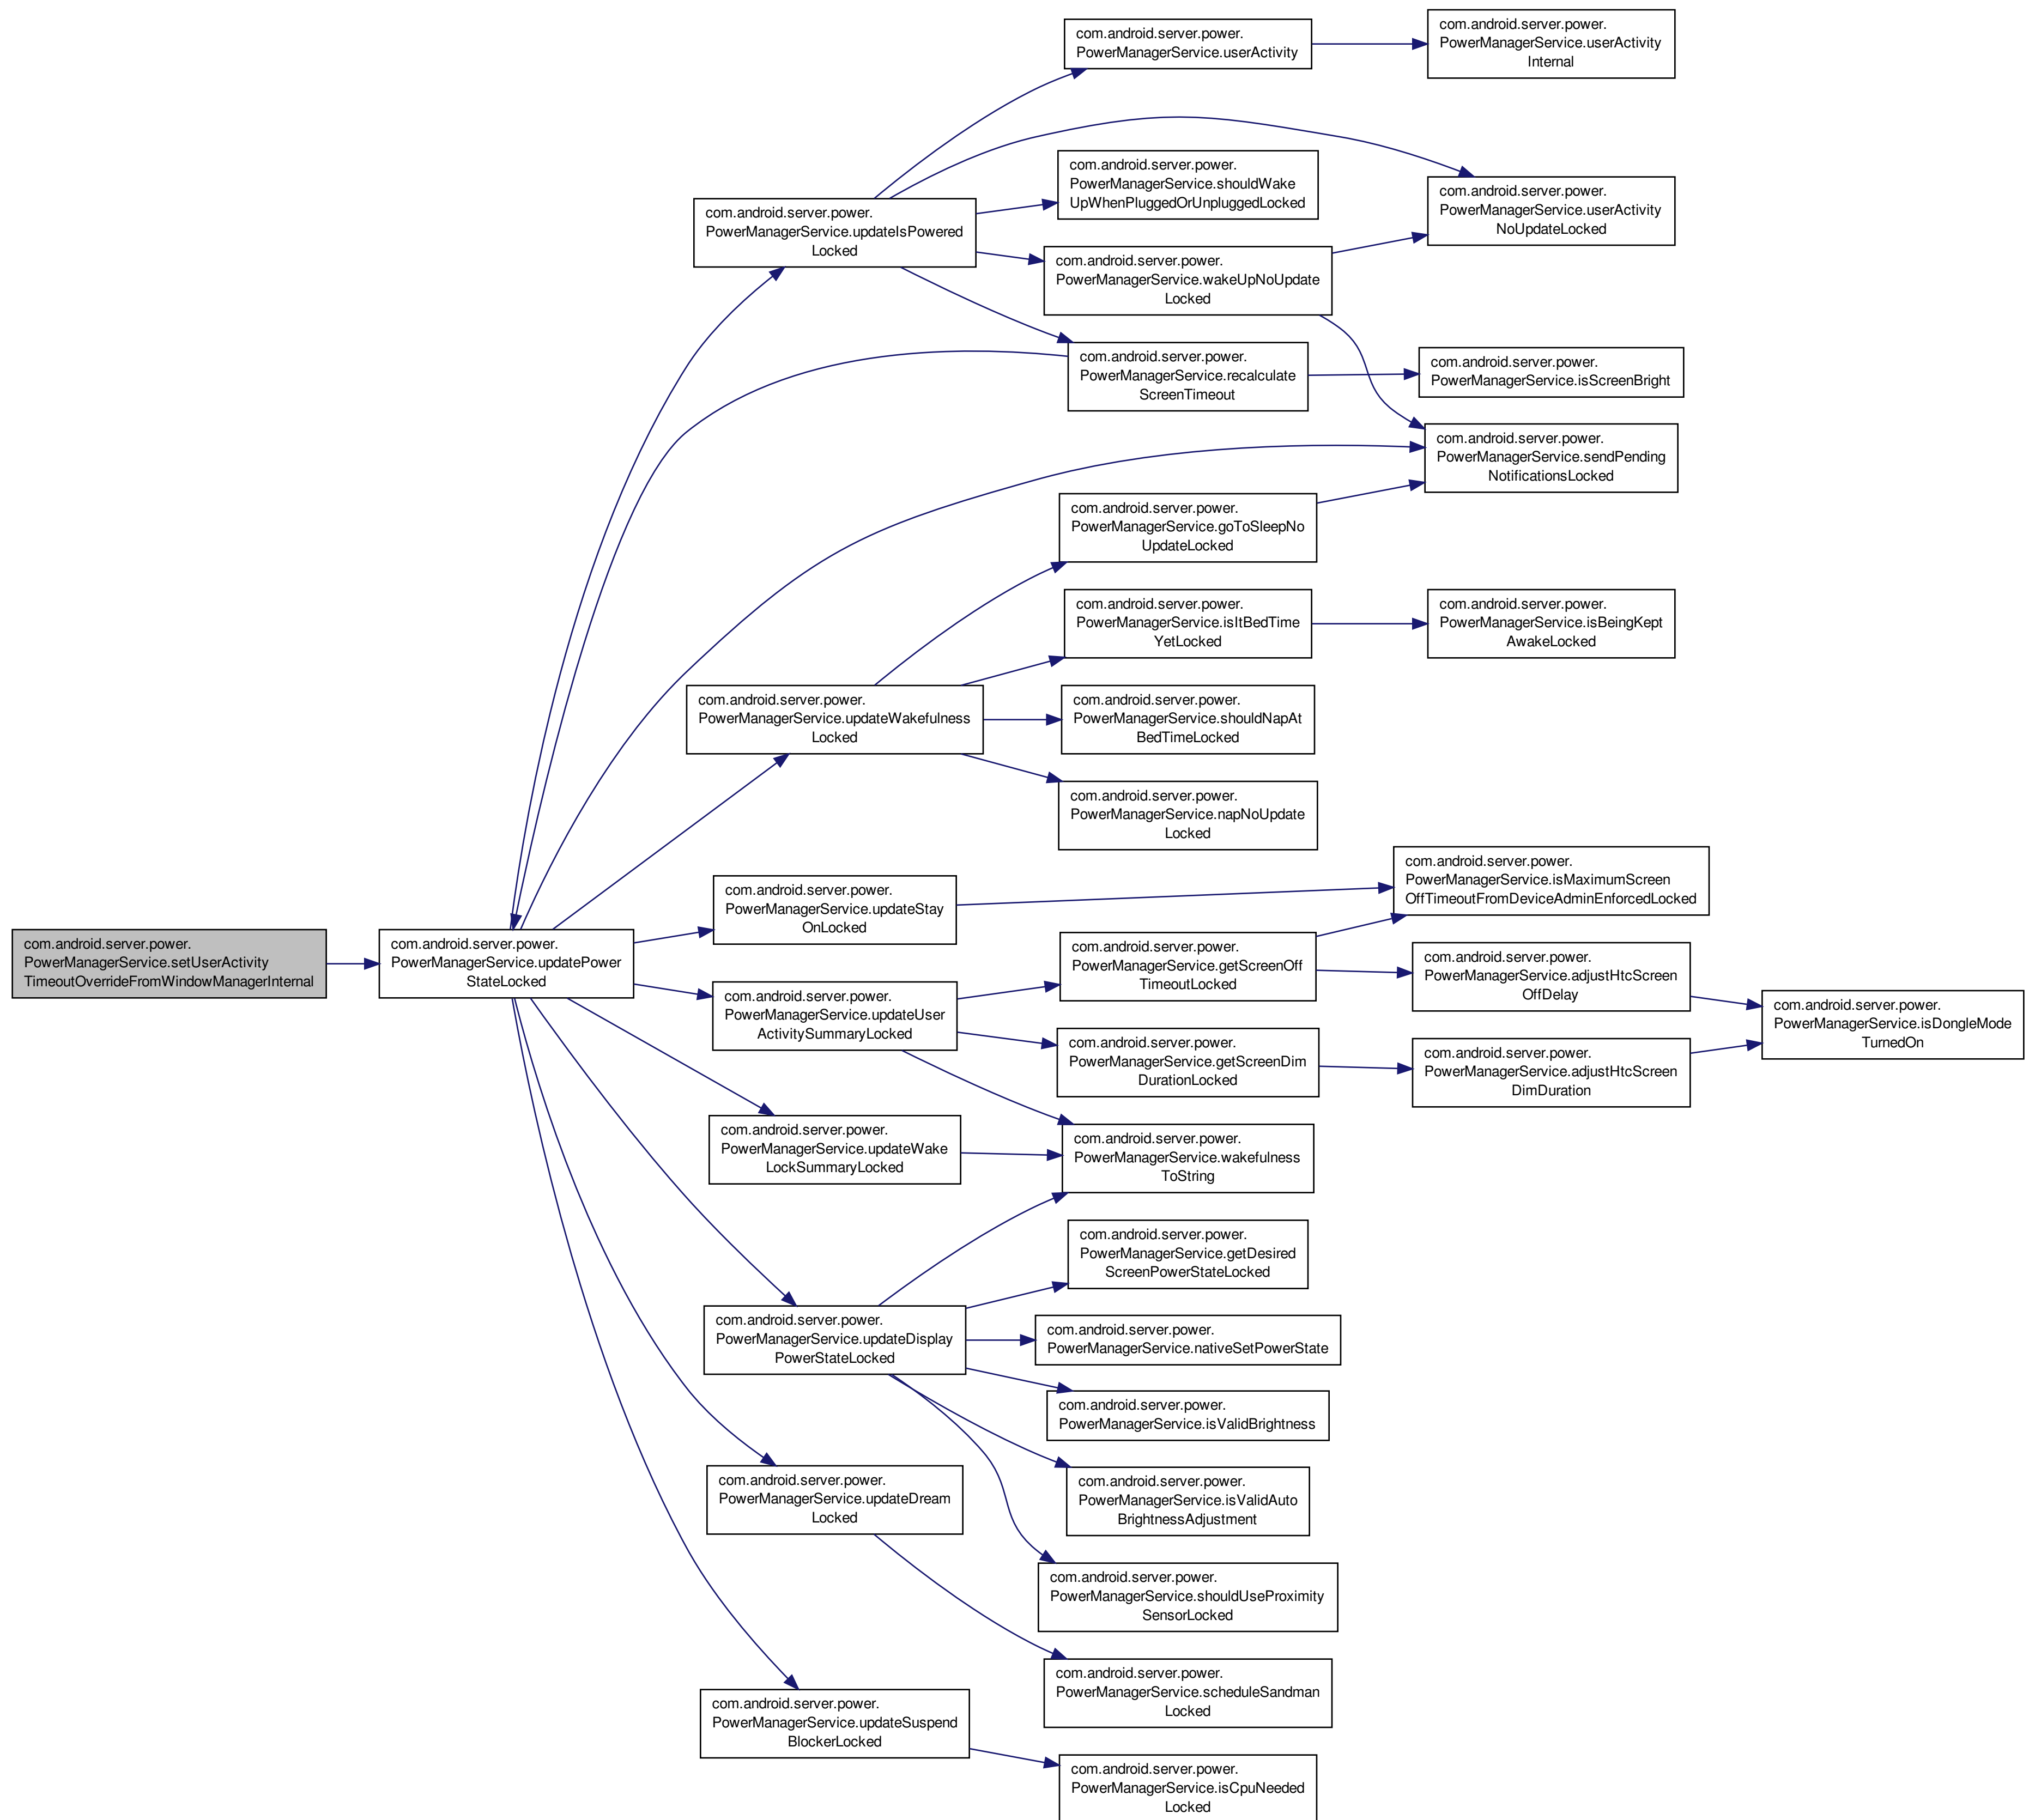 com.android.server.power.
PowerManagerService.userActivity
com.android.server.power.
PowerManagerService.userActivity
Internal
com.android.server.power.
PowerManagerService.shouldWake
UpWhenPluggedOrUnpluggedLocked
com.android.server.power.
PowerManagerService.userActivity
NoUpdateLocked
com.android.server.power.
PowerManagerService.updateIsPowered
Locked
com.android.server.power.
PowerManagerService.wakeUpNoUpdate
Locked
com.android.server.power.
PowerManagerService.recalculate
ScreenTimeout
com.android.server.power.
PowerManagerService.isScreenBright
com.android.server.power.
PowerManagerService.sendPending
NotificationsLocked
com.android.server.power.
PowerManagerService.goToSleepNo
UpdateLocked
com.android.server.power.
PowerManagerService.isItBedTime
YetLocked
com.android.server.power.
PowerManagerService.isBeingKept
AwakeLocked
com.android.server.power.
PowerManagerService.updateWakefulness
Locked
com.android.server.power.
PowerManagerService.shouldNapAt
BedTimeLocked
com.android.server.power.
PowerManagerService.napNoUpdate
Locked
com.android.server.power.
PowerManagerService.isMaximumScreen
OffTimeoutFromDeviceAdminEnforcedLocked
com.android.server.power.
PowerManagerService.updateStay
OnLocked
com.android.server.power.
PowerManagerService.setUserActivity
TimeoutOverrideFromWindowManagerInternal
com.android.server.power.
PowerManagerService.updatePower
StateLocked
com.android.server.power.
PowerManagerService.getScreenOff
TimeoutLocked
com.android.server.power.
PowerManagerService.adjustHtcScreen
OffDelay
com.android.server.power.
PowerManagerService.updateUser
ActivitySummaryLocked
com.android.server.power.
PowerManagerService.isDongleMode
TurnedOn
com.android.server.power.
PowerManagerService.getScreenDim
DurationLocked
com.android.server.power.
PowerManagerService.adjustHtcScreen
DimDuration
com.android.server.power.
PowerManagerService.updateWake
LockSummaryLocked
com.android.server.power.
PowerManagerService.wakefulness
ToString
com.android.server.power.
PowerManagerService.getDesired
ScreenPowerStateLocked
com.android.server.power.
PowerManagerService.updateDisplay
PowerStateLocked
com.android.server.power.
PowerManagerService.nativeSetPowerState
com.android.server.power.
PowerManagerService.isValidBrightness
com.android.server.power.
PowerManagerService.updateDream
Locked
com.android.server.power.
PowerManagerService.isValidAuto
BrightnessAdjustment
com.android.server.power.
PowerManagerService.shouldUseProximity
SensorLocked
com.android.server.power.
PowerManagerService.scheduleSandman
Locked
com.android.server.power.
PowerManagerService.updateSuspend
BlockerLocked
com.android.server.power.
PowerManagerService.isCpuNeeded
Locked